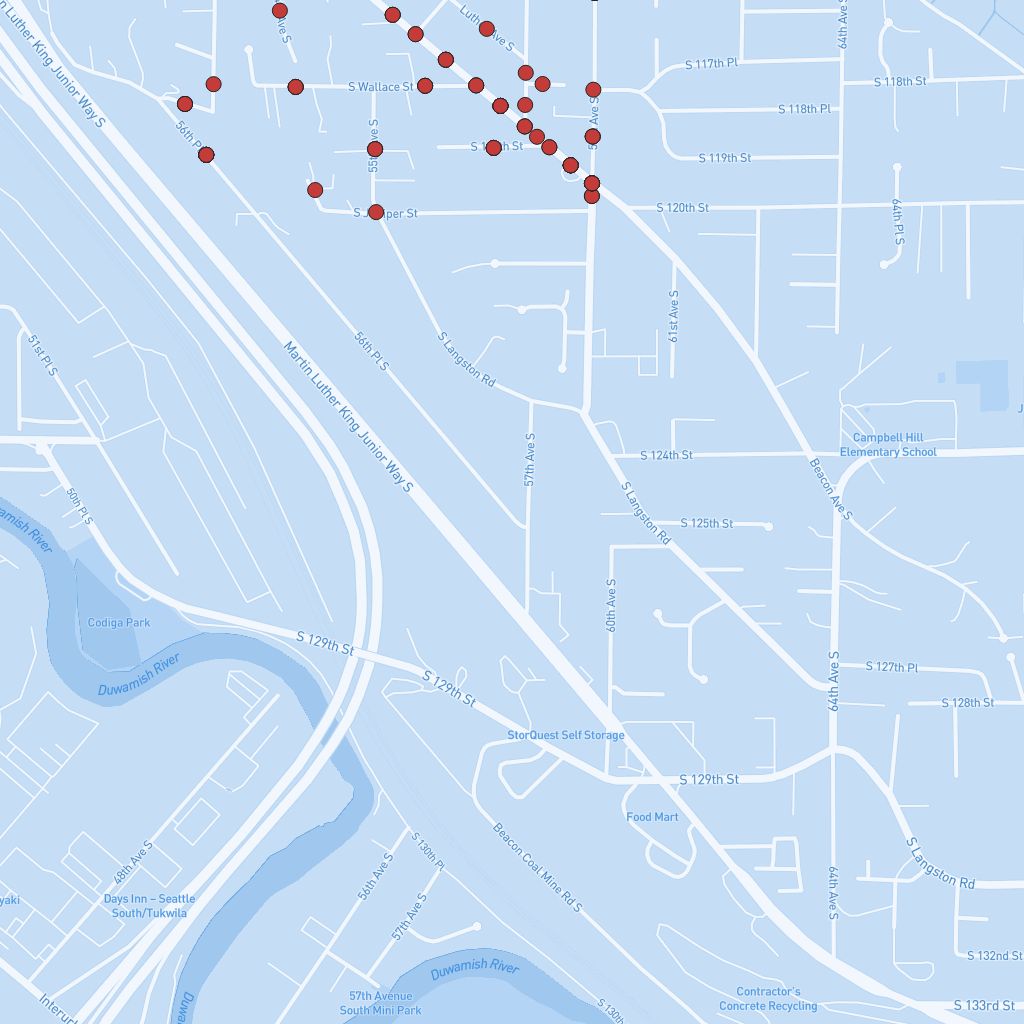 Luther King Junior Way S
Luth Ave S
64th Ave S
S 117th Pl
S 118th St
S Wallace St
S 118th Pl
56th Pl
55th Ave S
Ave S
S 119th St
S 120th St
64th Pl S
61st Ave S
51st Pl S
56th Pl S
S Langston Rd
Martin Luther King Junior Way S
57th Ave S
S 124th St
Campbell Hill
Elementary School
Beacon Ave S
50th Pl S
S Langston Rd
S 125th St
60th Ave S
Codiga Park
S 129th St
Duwamish River
S 129th St
64th Ave S
S 127th Pl
S 128th St
StorQuest Self Storage
S 129th St
Food Mart
48th Ave S
S 130th Pl
56th Ave S
57th Ave S
Beacon Coal Mine Rd S
64th Ave S
S Langston Rd
Days Inn – Seattle
South/Tukwila
Duwamish River
57th Avenue
South Mini Park
S 132nd St
Contractor's
Concrete Recycling
S 133rd St
S 130th